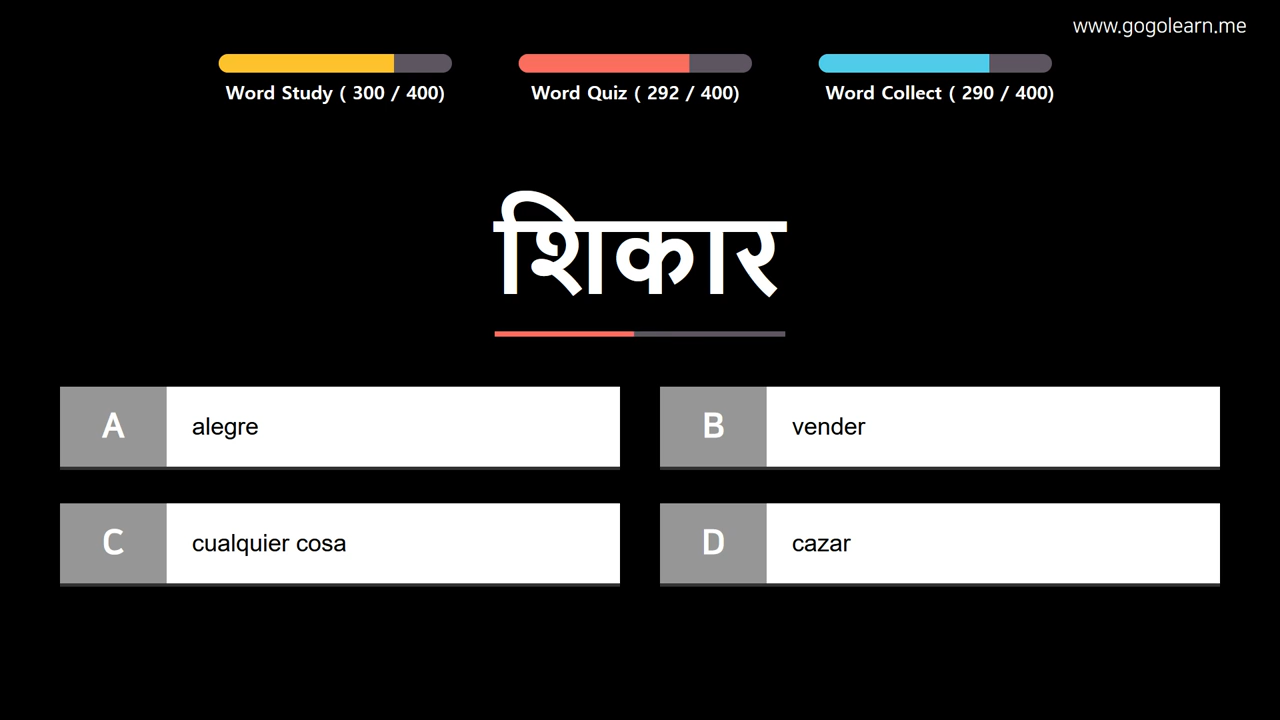 www.gogolearn.me
Word Study ( 300 / 400)
Word Quiz ( 292 / 400)
Word Collect ( 290 / 400)
शिकार
A alegre
B vender
C cualquier cosa
D cazar